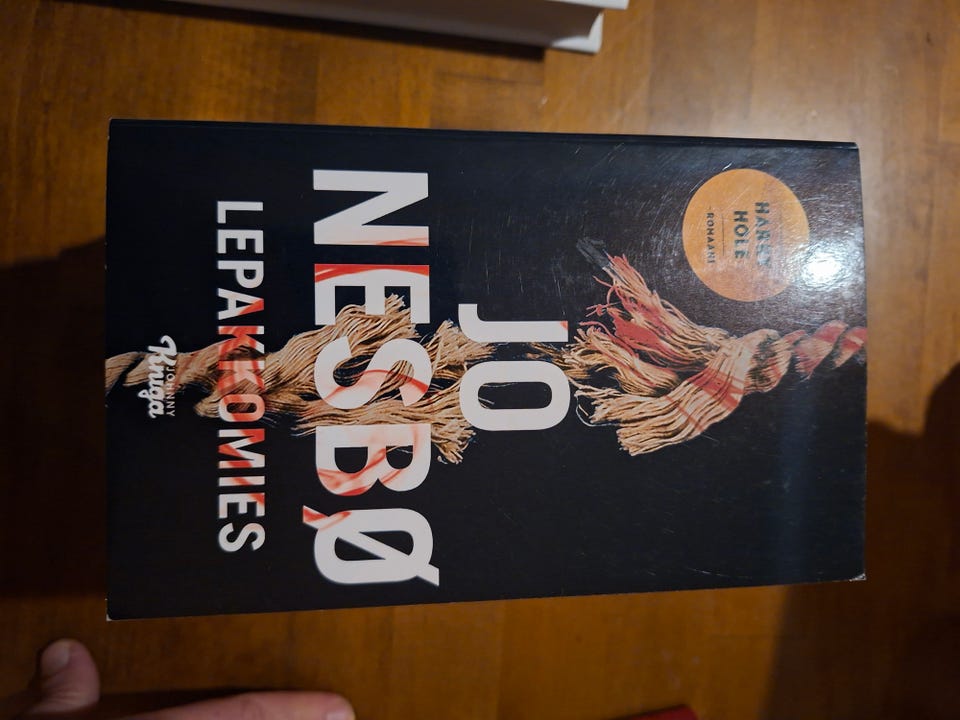 HARRY
HOLE
-ROMAANI
JO
NESBØ
LEPAKKOMIES
JOHNNY
Kniga